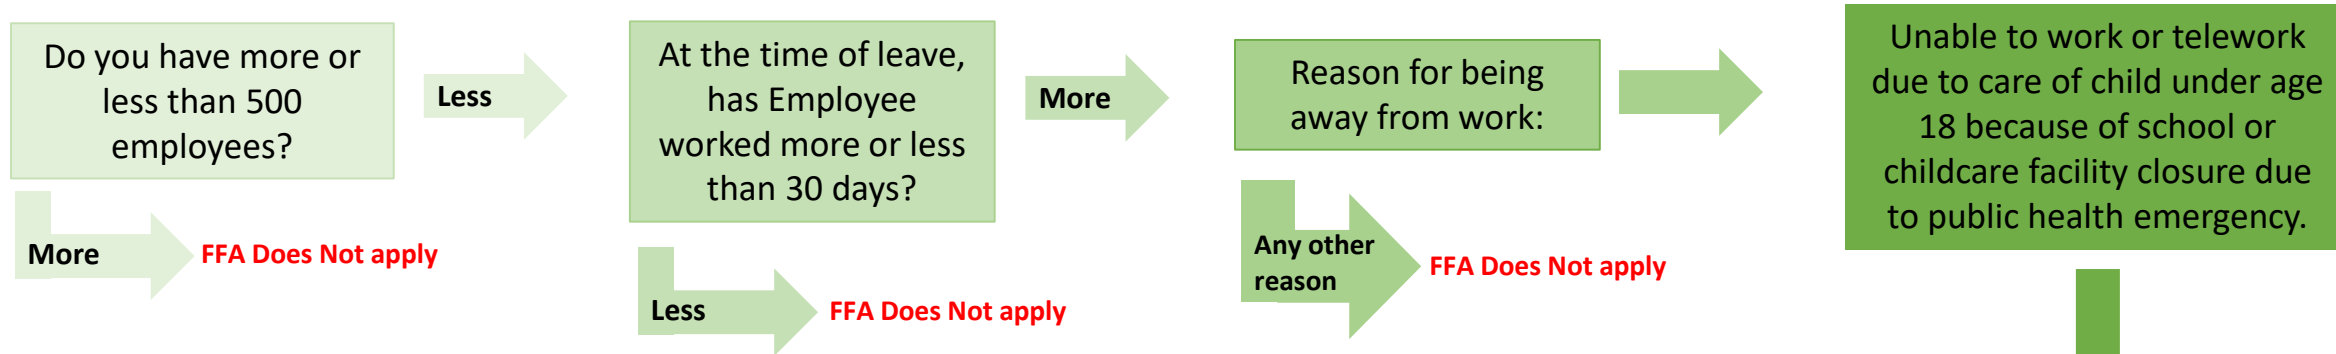 Do you have more or
less than 500
employees?
Less
More
FFA Does Not apply
At the time of leave,
has Employee
worked more or less
than 30 days?
More
Less
FFA Does Not apply
Reason for being
away from work:
Any other
reason
FFA Does Not apply
Unable to work or telework
due to care of child under age
18 because of school or
childcare facility closure due
to public health emergency.